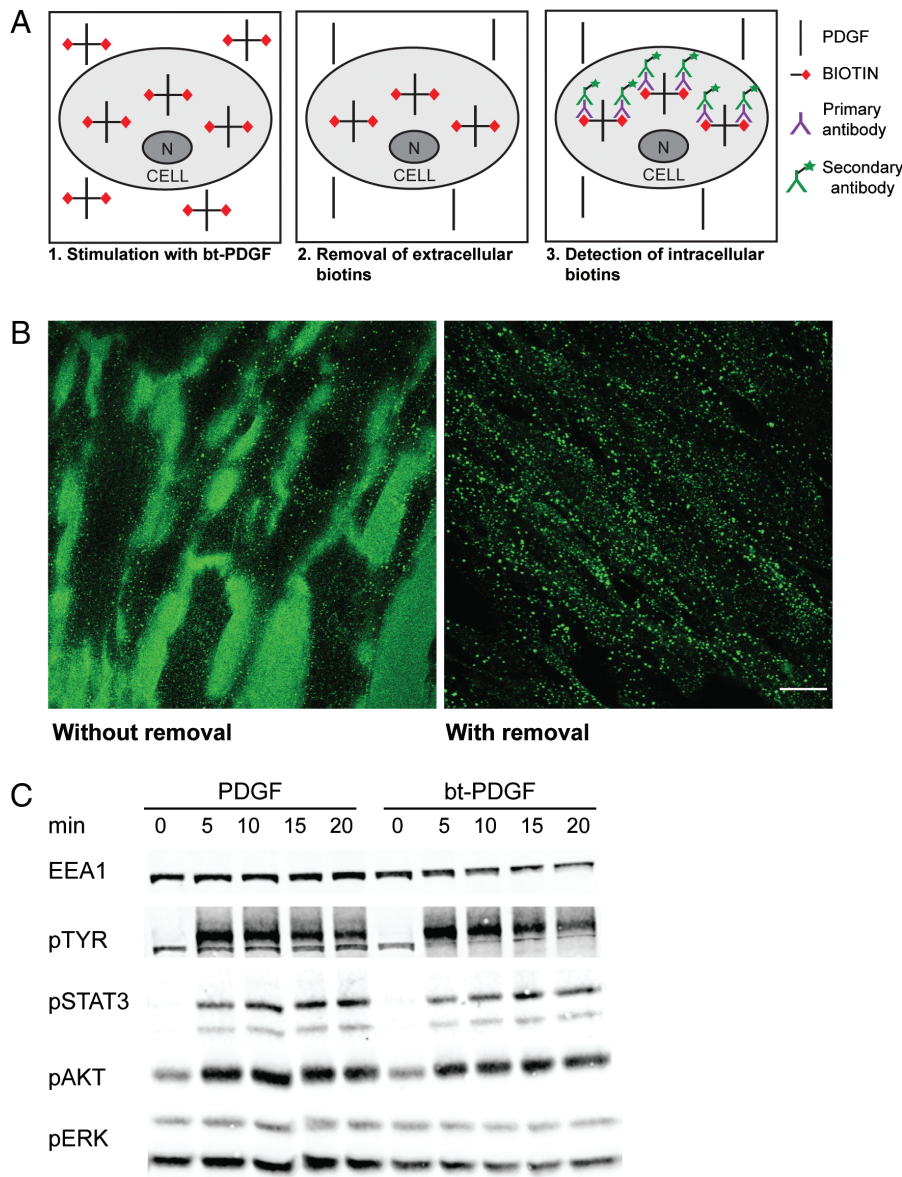 A
N
CELL
1. Stimulation with bt-PDGF
N
CELL
2. Removal of extracellular
biotins
N
CELL
3. Detection of intracellular
biotins
PDGF
BIOTIN
Primary
antibody
Secondary
antibody
B
Without removal
With removal
C
PDGF bt-PDGF
min 0 5 10 15 20 0 5 10 15 20
EEA1
pTYR
pSTAT3
pAKT
pERK